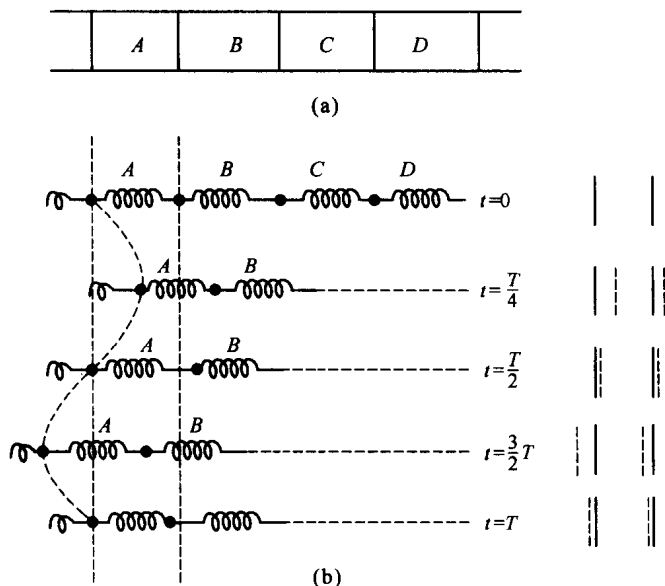 A B C D
(a)
A B C D
t=0
A B
t=T/4
A B
t=T/2
A B
t=3/2 T
t=T
(b)